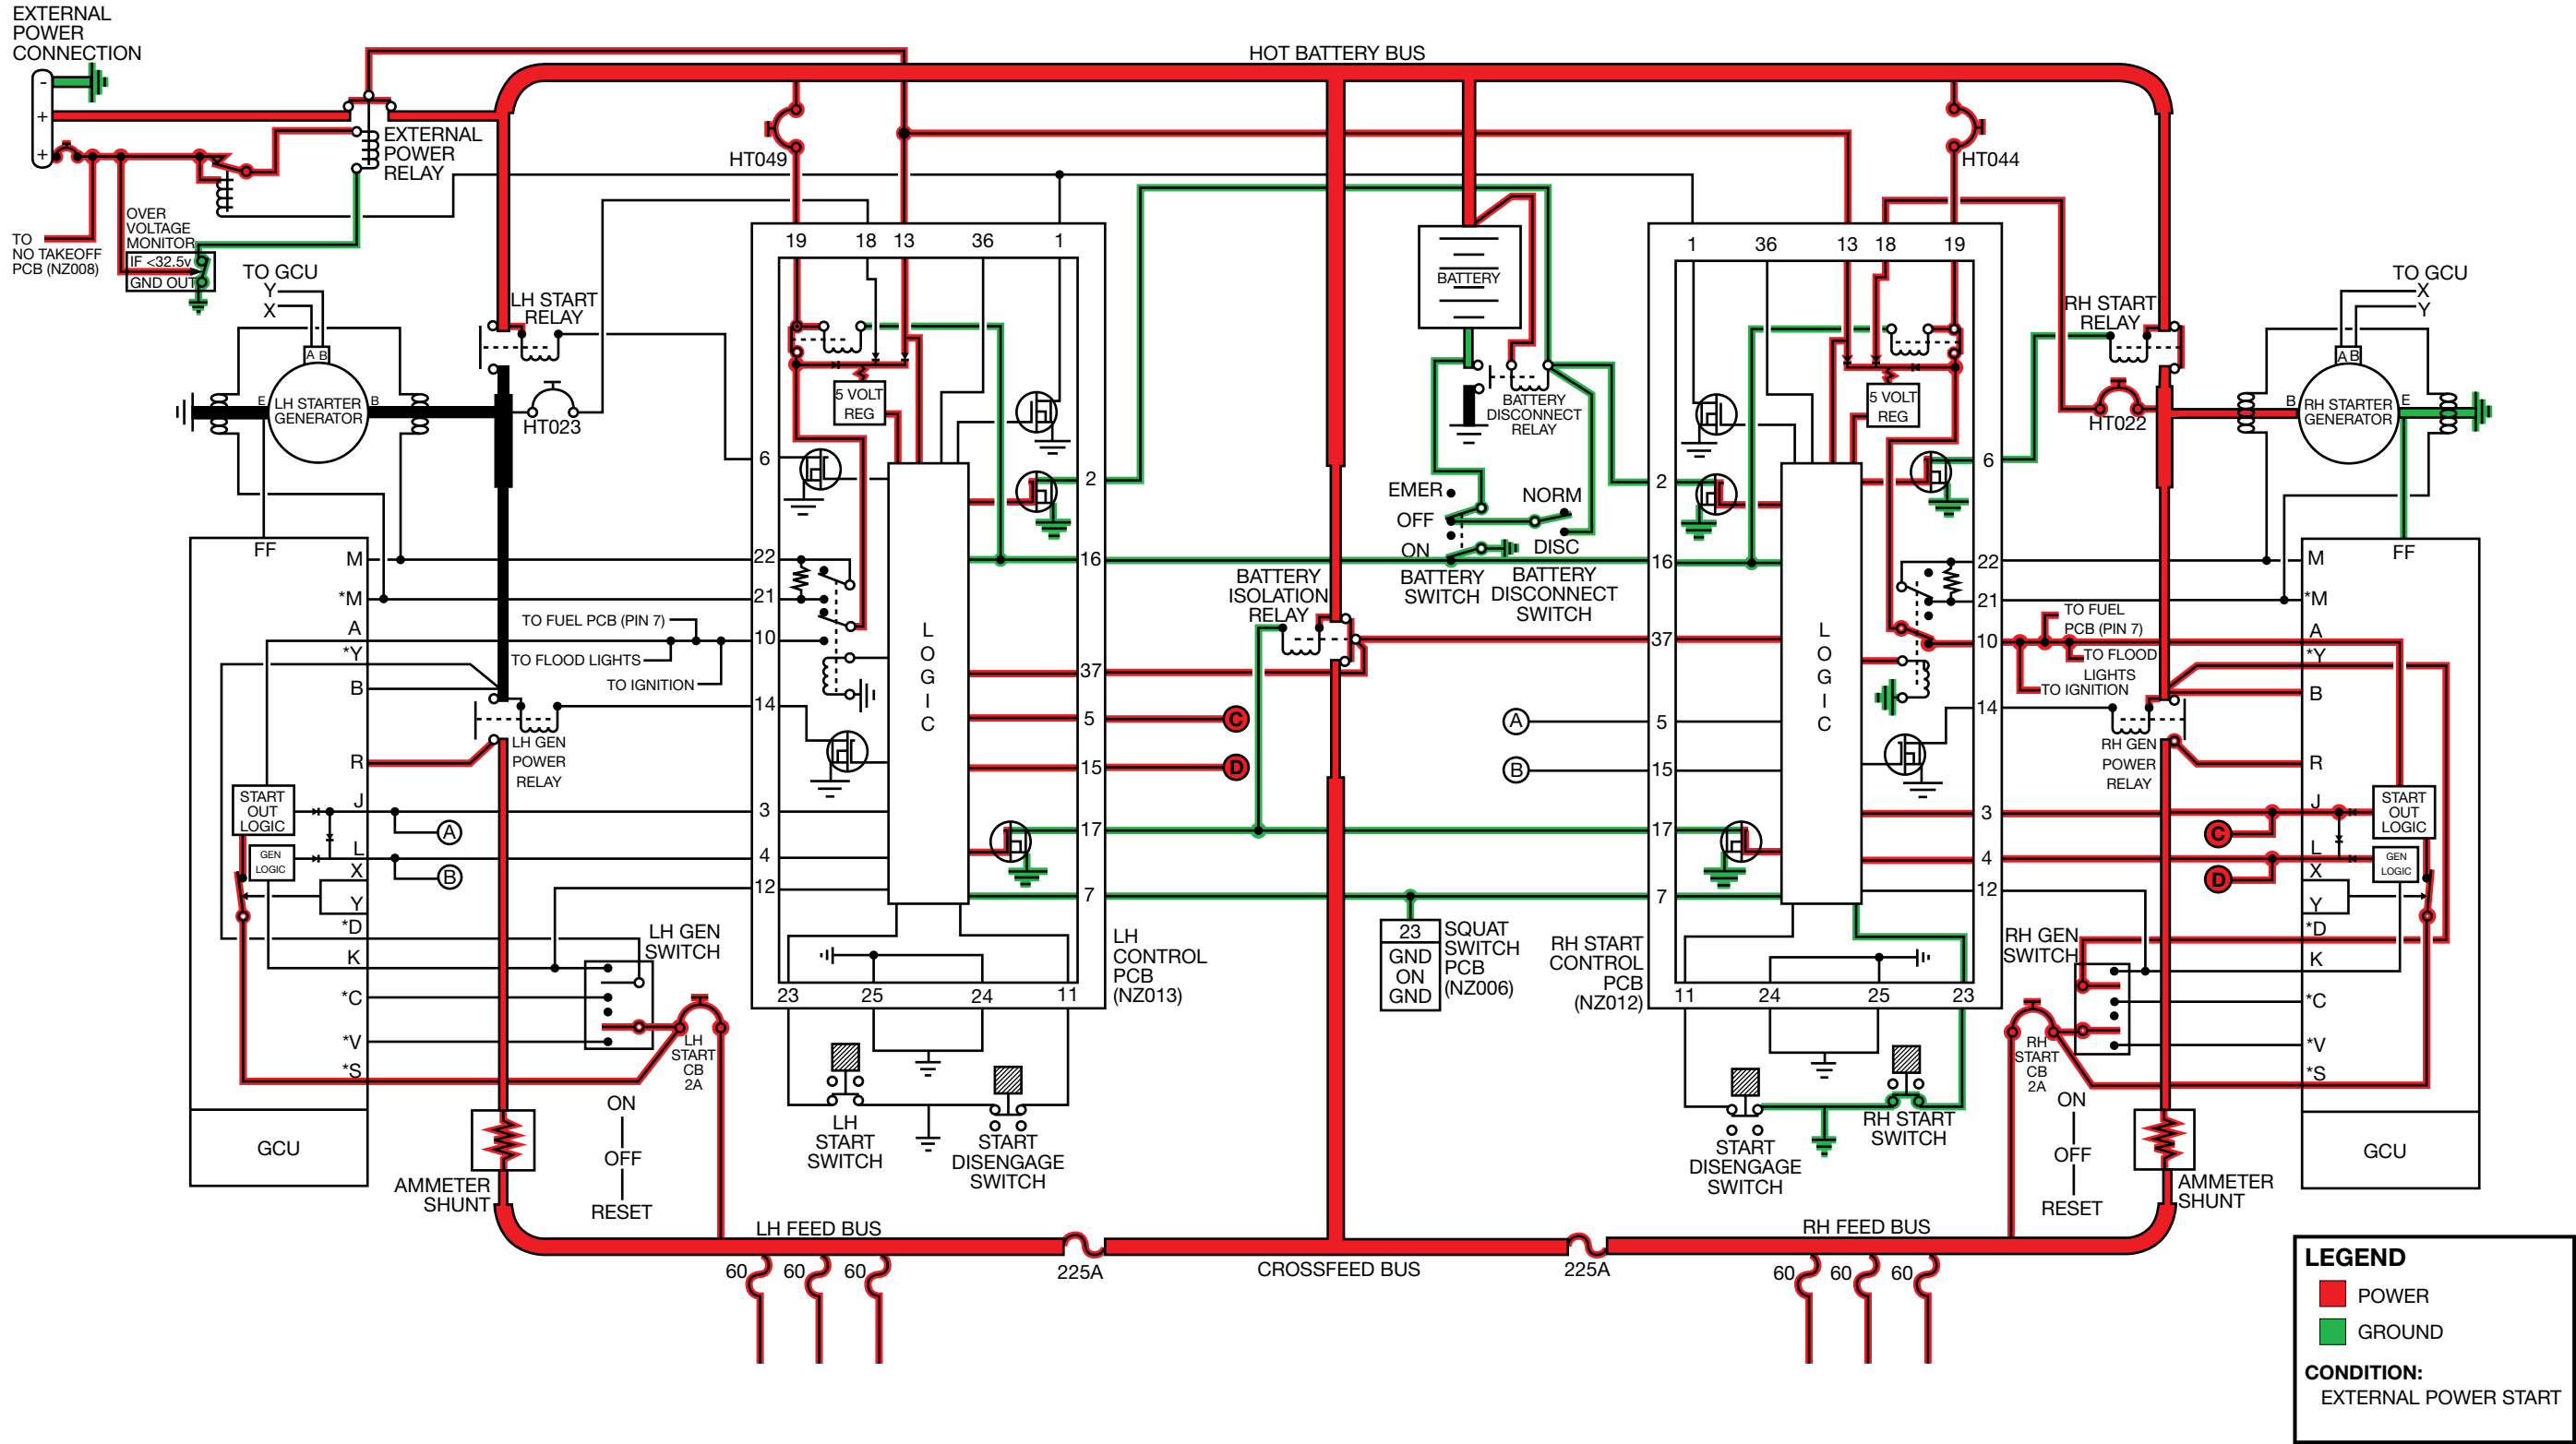 EXTERNAL
POWER
CONNECTION
-
+
+
EXTERNAL
POWER
RELAY
TO
NO TAKEOFF
PCB (NZ008)
OVER
VOLTAGE
MONITOR
IF <32.5v
GND OUT
HOT BATTERY BUS
HT049
HT044
TO GCU
Y
X
A B
E
LH STARTER
GENERATOR
B
LH START
RELAY
HT023
19
18
13
36
1
5 VOLT
REG
6
2
22
21
10
14
16
37
5
15
3
4
12
17
7
L
O
G
I
C
23
25
24
11
LH
CONTROL
PCB
(NZ013)
BATTERY
BATTERY
DISCONNECT
RELAY
EMER
OFF
ON
NORM
DISC
BATTERY
SWITCH
BATTERY
DISCONNECT
SWITCH
BATTERY
ISOLATION
RELAY
C
D
A
B
23
GND
ON
GND
SQUAT
SWITCH
PCB
(NZ006)
1
36
13
18
19
5 VOLT
REG
2
6
16
22
21
10
37
14
5
15
3
17
4
12
7
L
O
G
I
C
11
24
25
23
RH START
CONTROL
PCB
(NZ012)
TO GCU
X
Y
A B
B
RH STARTER
GENERATOR
E
RH START
RELAY
HT022
FF
M
*M
A
*Y
B
R
J
L
X
Y
*D
K
*C
*V
*S
START
OUT
LOGIC
GEN
LOGIC
GCU
A
B
TO FUEL PCB (PIN 7)
TO FLOOD LIGHTS
TO IGNITION
LH GEN
POWER
RELAY
LH GEN
SWITCH
LH
START
CB
2A
ON
OFF
RESET
AMMETER
SHUNT
LH
START
SWITCH
START
DISENGAGE
SWITCH
START
DISENGAGE
SWITCH
RH START
SWITCH
TO FUEL
PCB (PIN 7)
TO FLOOD
LIGHTS
TO IGNITION
RH GEN
POWER
RELAY
FF
M
*M
A
*Y
B
R
J
L
X
Y
*D
K
*C
*V
*S
C
D
START
OUT
LOGIC
GEN
LOGIC
GCU
RH GEN
SWITCH
RH
START
CB
2A
ON
OFF
RESET
AMMETER
SHUNT
LH FEED BUS
225A
CROSSFEED BUS
225A
RH FEED BUS
60
60
60
60
60
60
LEGEND
POWER
GROUND
CONDITION:
EXTERNAL POWER START